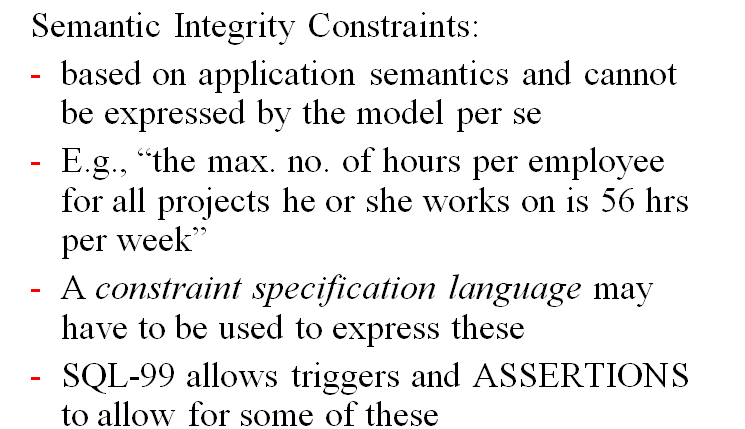 Semantic Integrity Constraints:
- based on application semantics and cannot
be expressed by the model per se
- E.g., “the max. no. of hours per employee
for all projects he or she works on is 56 hrs
per week”
- A constraint specification language may
have to be used to express these
- SQL-99 allows triggers and ASSERTIONS
to allow for some of these